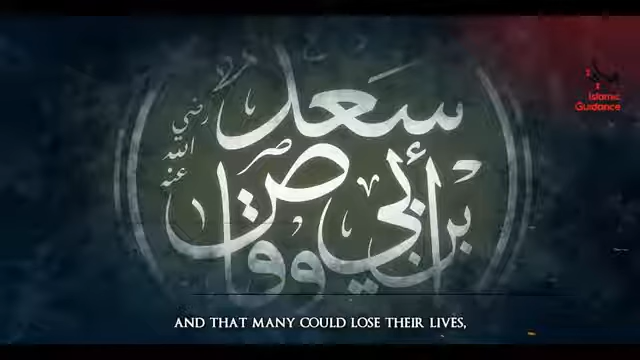 سعد
بن أبي وقاص
رضي
الله
عنه
Islamic
Guidance
AND THAT MANY COULD LOSE THEIR LIVES,